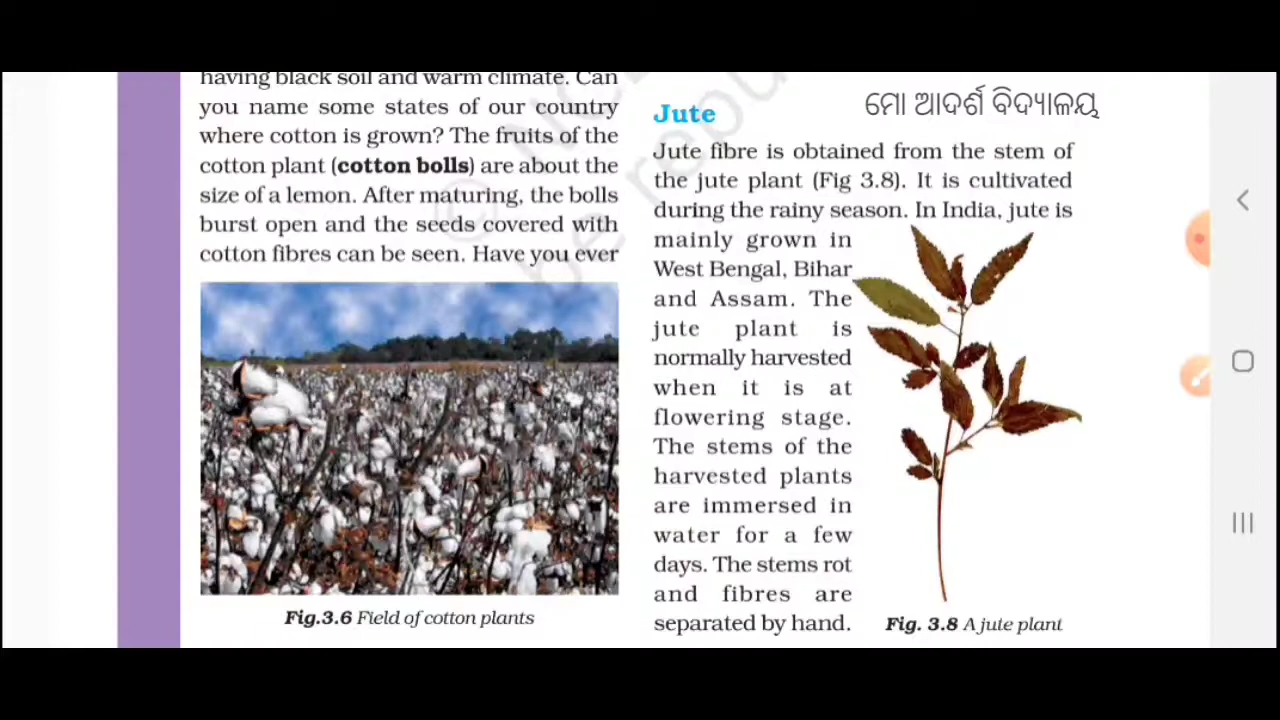 having black soil and warm climate. Can
you name some states of our country
where cotton is grown? The fruits of the
cotton plant (cotton bolls) are about the
size of a lemon. After maturing, the bolls
burst open and the seeds covered with
cotton fibres can be seen. Have you ever
Fig.3.6 Field of cotton plants
ମୋ ଆଦର୍ଶ ବିଦ୍ୟାଳୟ
Jute
Jute fibre is obtained from the stem of
the jute plant (Fig 3.8). It is cultivated
during the rainy season. In India, jute is
mainly grown in
West Bengal, Bihar
and Assam. The
jute plant is
normally harvested
when it is at
flowering stage.
The stems of the
harvested plants
are immersed in
water for a few
days. The stems rot
and fibres are
separated by hand.
Fig. 3.8 A jute plant